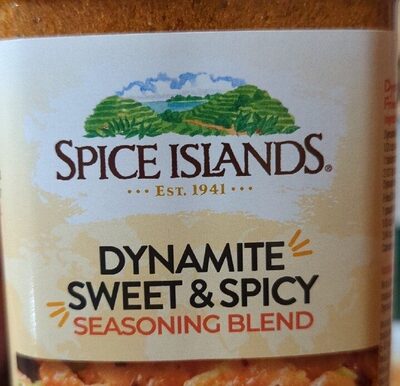 SPICE ISLANDS®
••• EST. 1941 •••
DYNAMITE
SWEET & SPICY
SEASONING BLEND